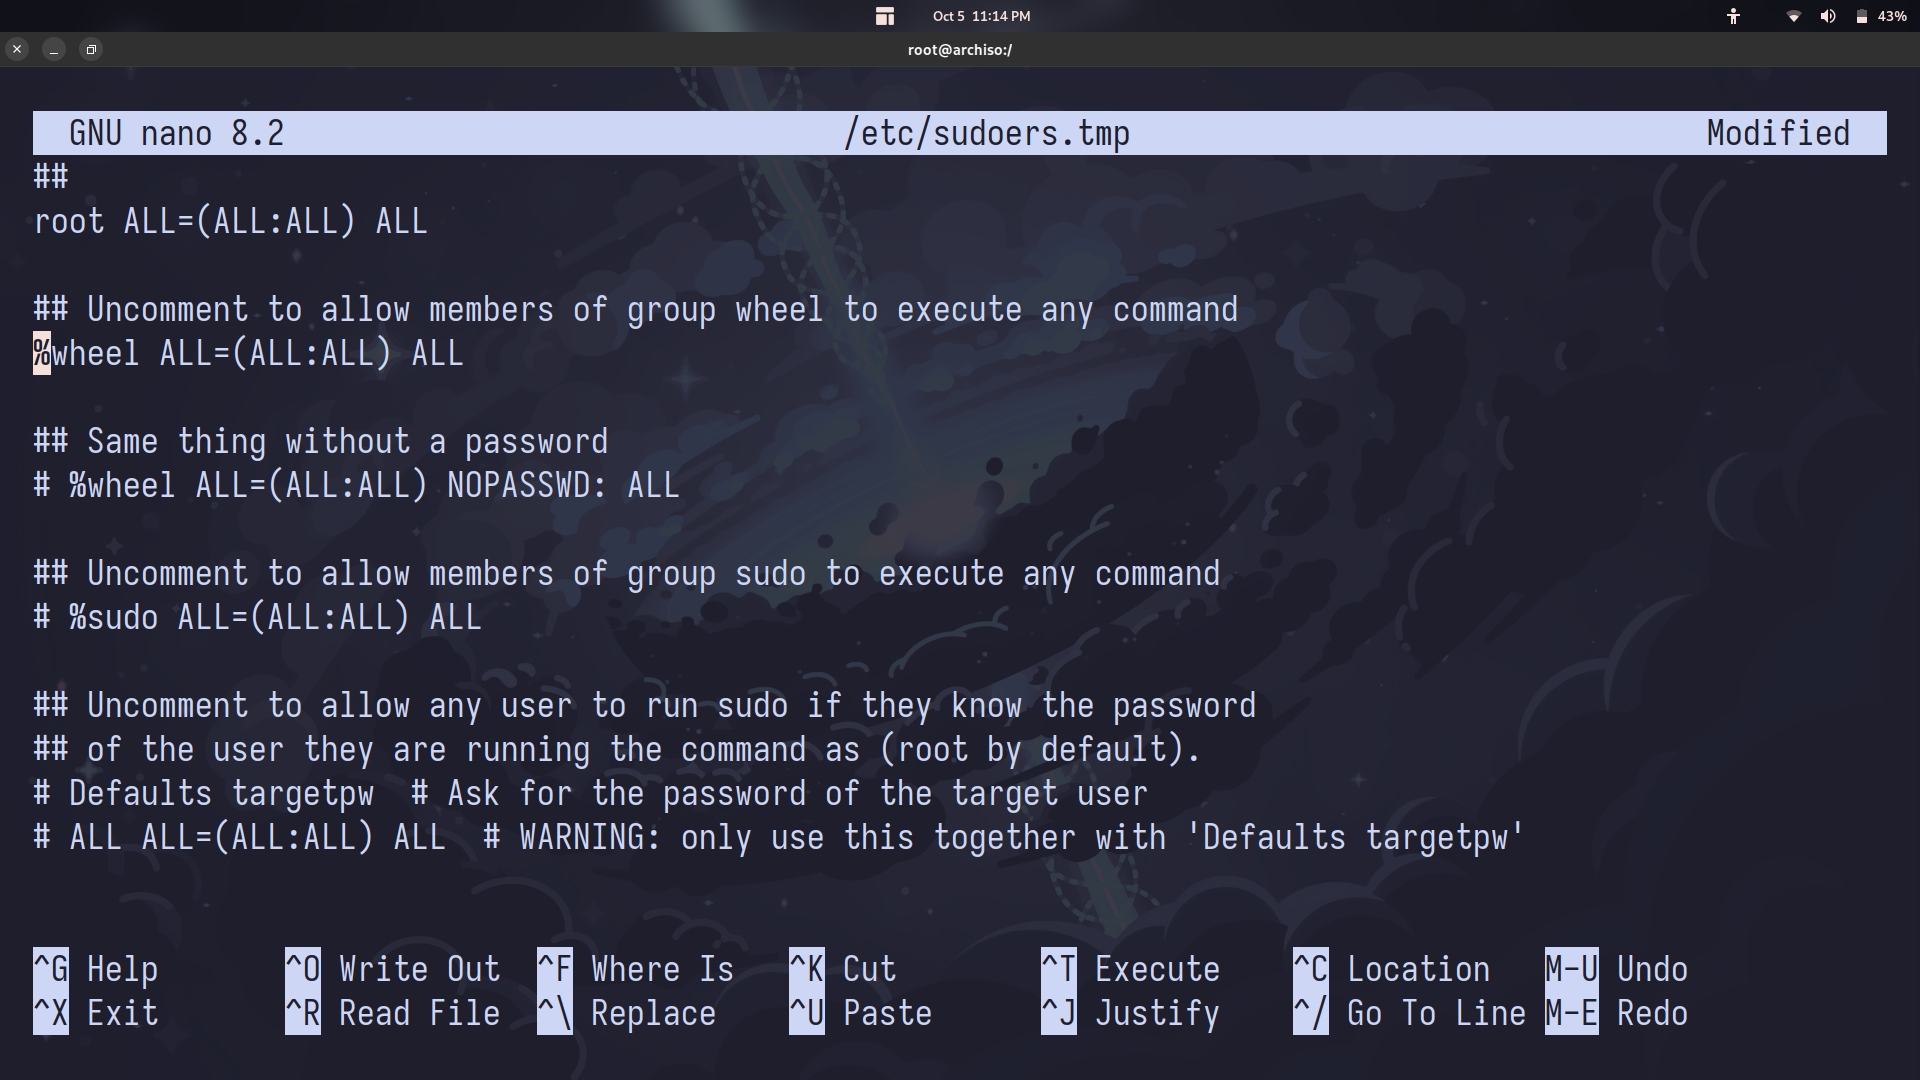 Oct 5 11:14 PM
43%
root@archiso:/
GNU nano 8.2 /etc/sudoers.tmp Modified
##
root ALL=(ALL:ALL) ALL
## Uncomment to allow members of group wheel to execute any command
%wheel ALL=(ALL:ALL) ALL
## Same thing without a password
# %wheel ALL=(ALL:ALL) NOPASSWD: ALL
## Uncomment to allow members of group sudo to execute any command
# %sudo ALL=(ALL:ALL) ALL
## Uncomment to allow any user to run sudo if they know the password
## of the user they are running the command as (root by default).
# Defaults targetpw  # Ask for the password of the target user
# ALL ALL=(ALL:ALL) ALL  # WARNING: only use this together with 'Defaults targetpw'
^G Help ^O Write Out ^F Where Is ^K Cut ^T Execute ^C Location M-U Undo
^X Exit ^R Read File ^\ Replace ^U Paste ^J Justify ^/ Go To Line M-E Redo